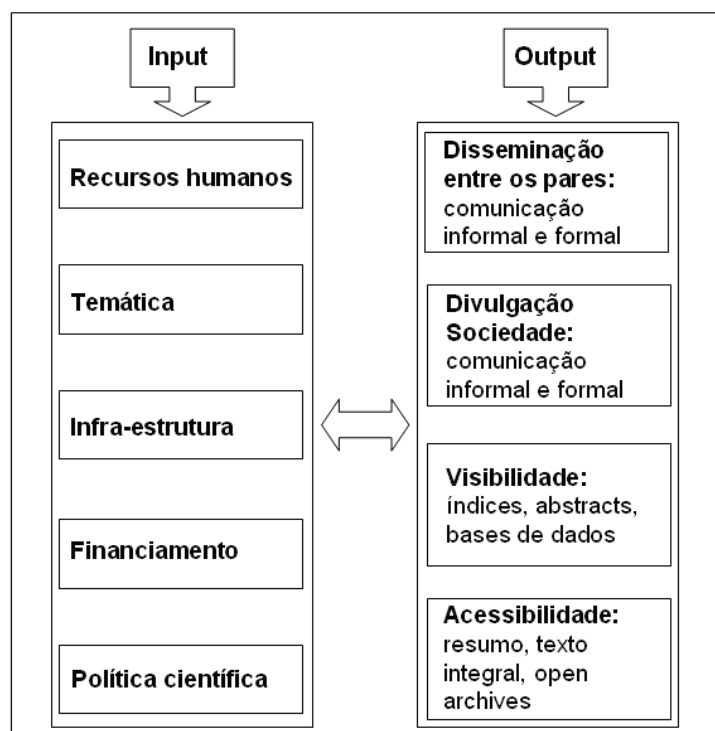 Input
Recursos humanos
Temática
Infra-estrutura
Financiamento
Política científica
Output
Disseminação
entre os pares:
comunicação
informal e formal
Divulgação
Sociedade:
comunicação
informal e formal
Visibilidade:
índices, abstracts,
bases de dados
Acessibilidade:
resumo, texto
integral, open
archives